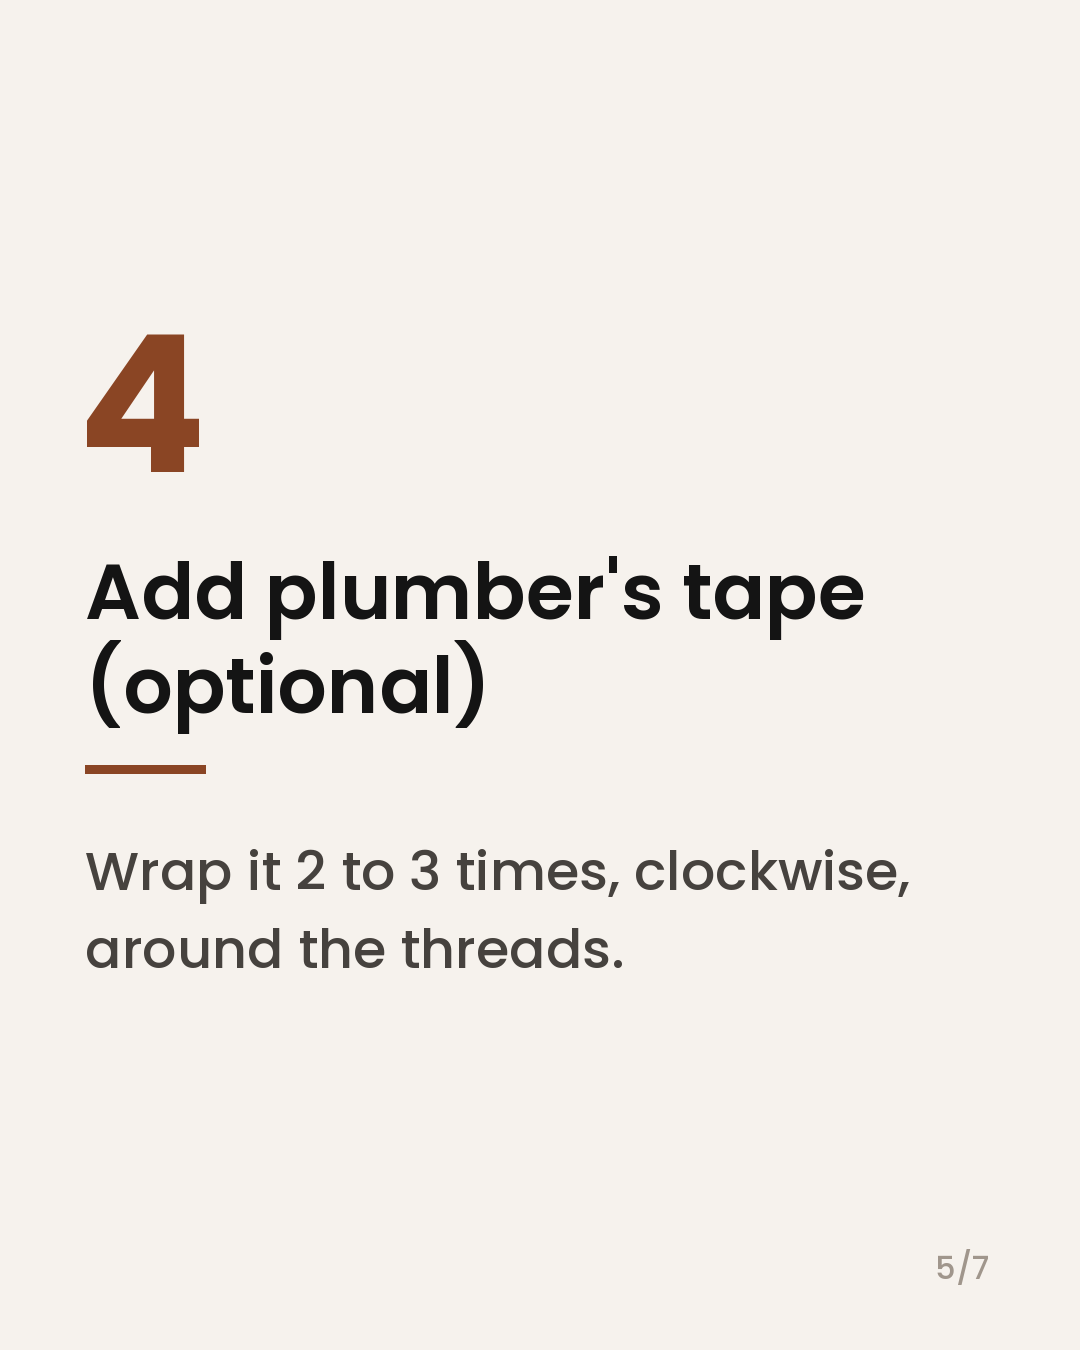 4
Add plumber's tape
(optional)
Wrap it 2 to 3 times, clockwise,
around the threads.
5/7